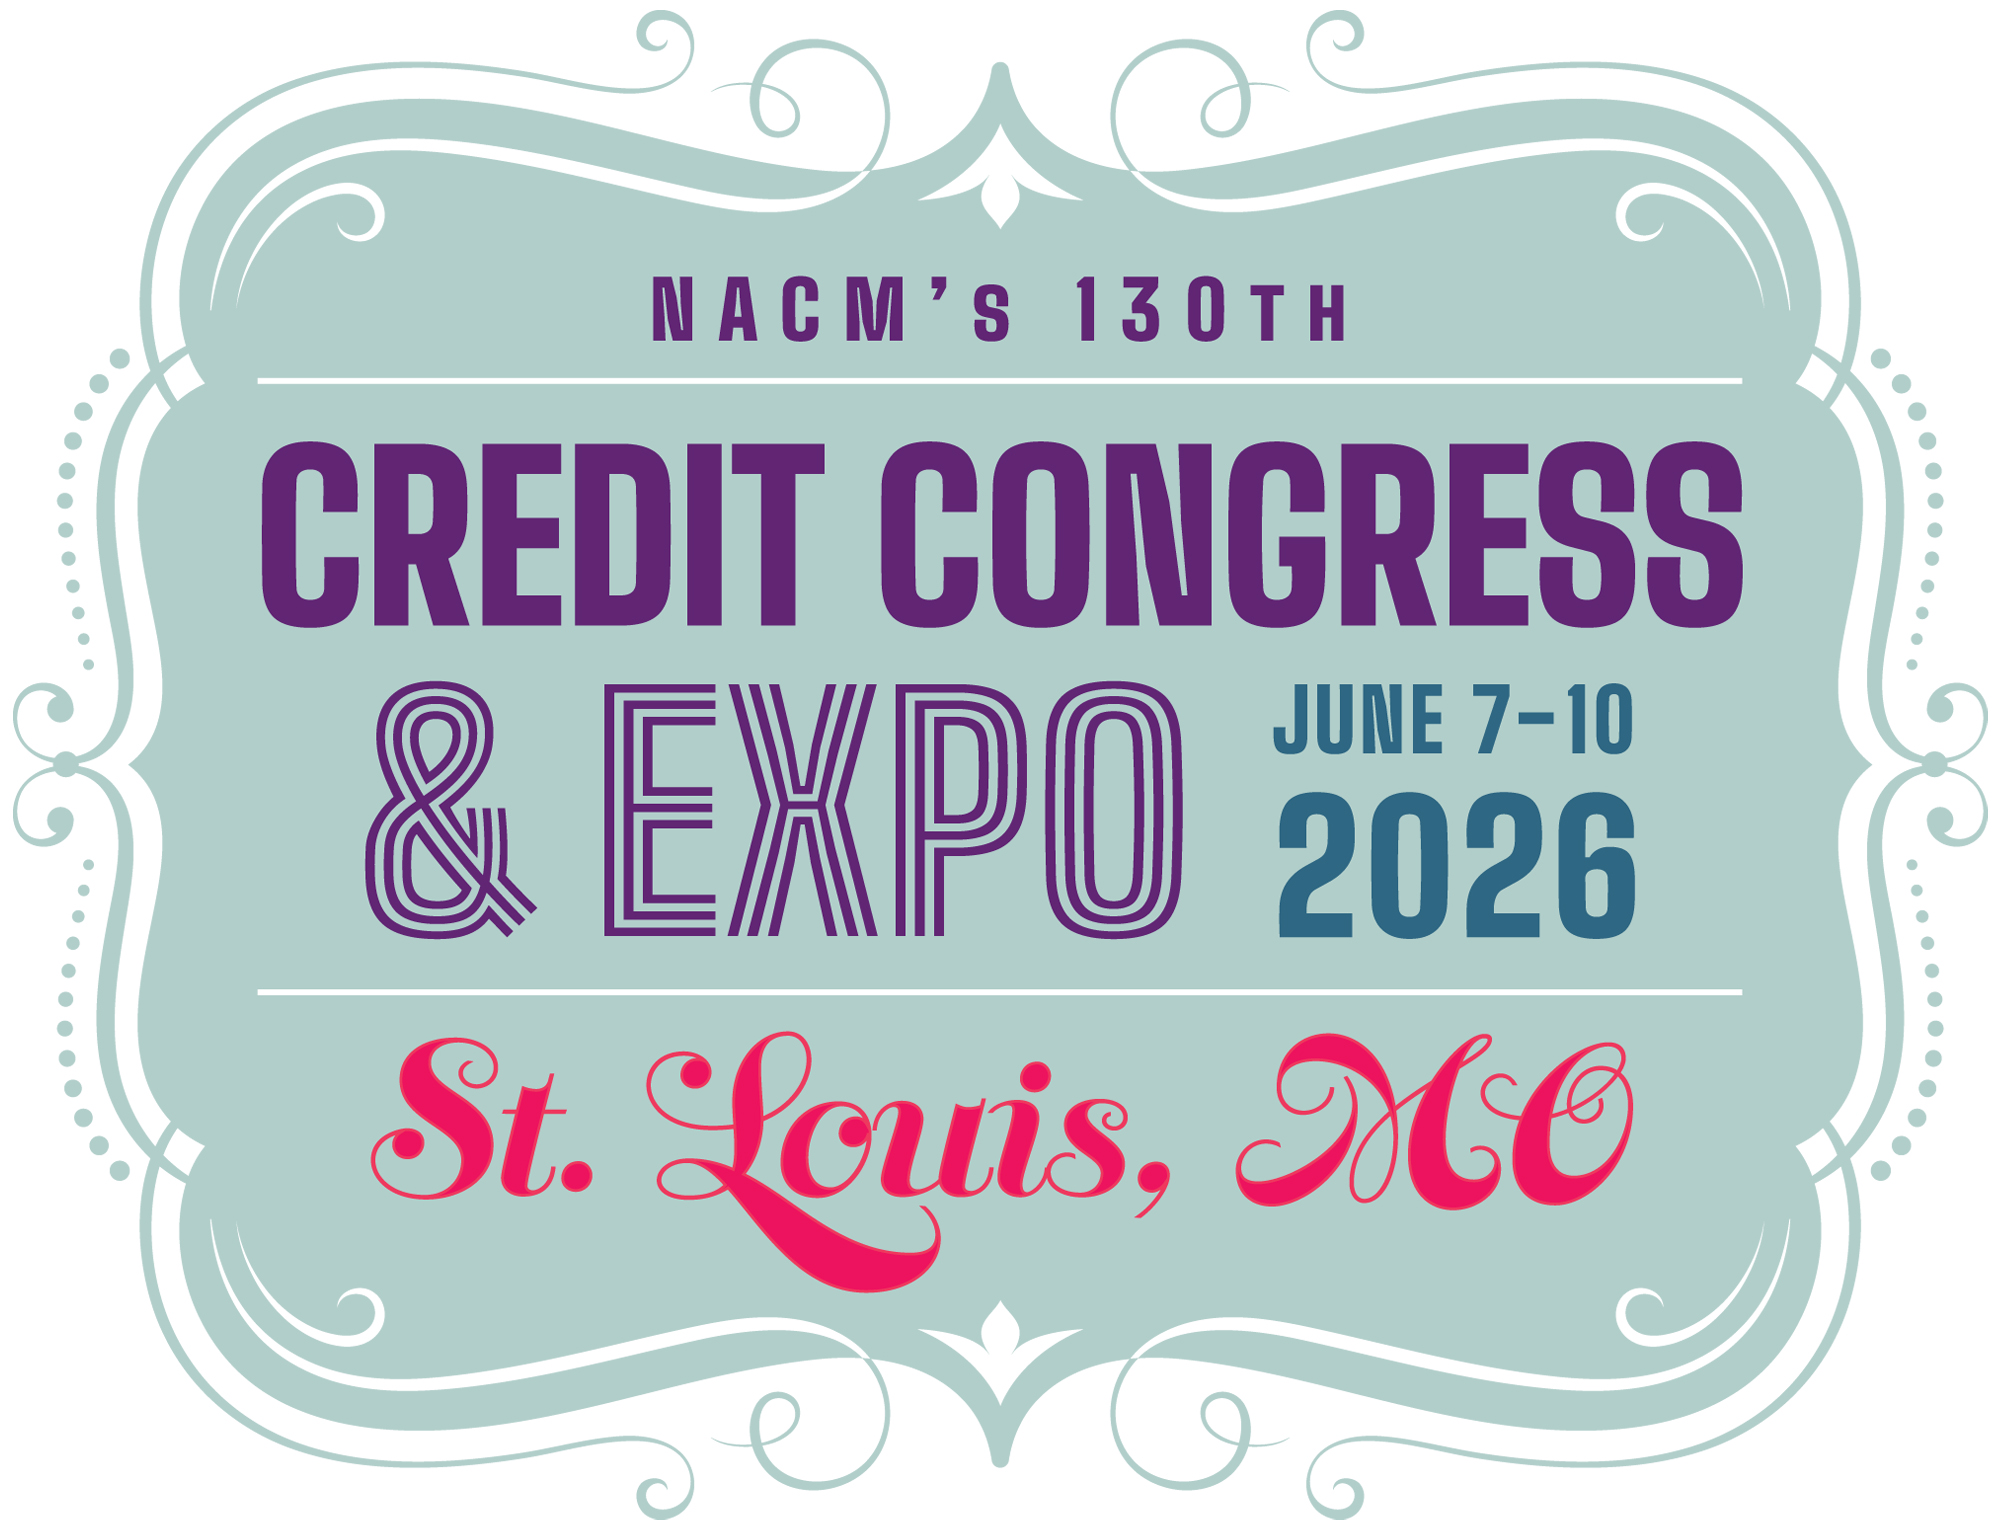 NACM's 130TH
CREDIT CONGRESS
& EXPO
JUNE 7–10
2026
St. Louis, MO